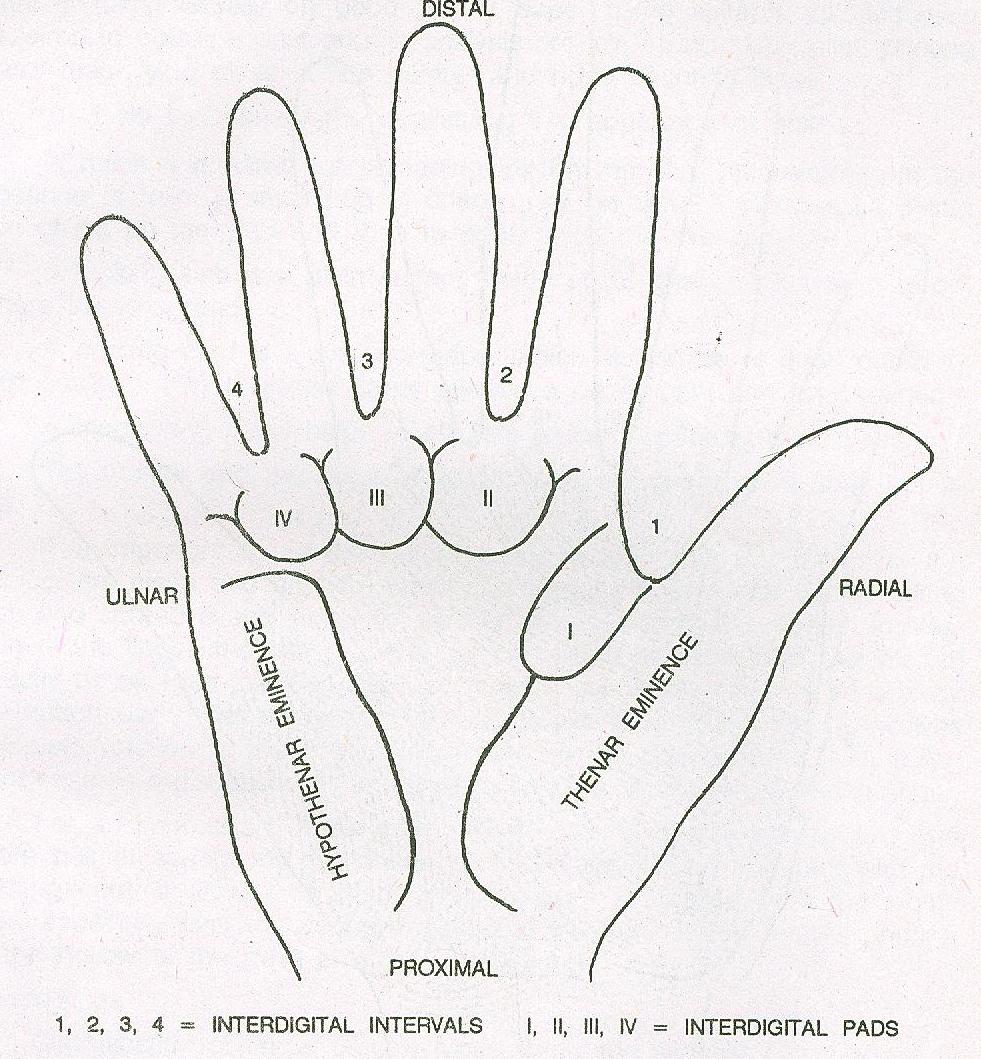 DISTAL
3
2
4
III
II
IV
1
ULNAR
RADIAL
I
HYPOTHENAR EMINENCE
THENAR EMINENCE
PROXIMAL
1, 2, 3, 4 = INTERDIGITAL INTERVALS I, II, III, IV = INTERDIGITAL PADS